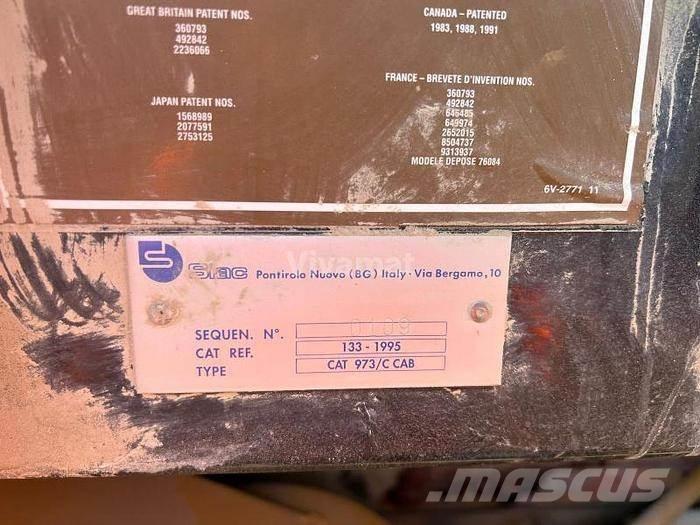 GREAT BRITAIN PATENT NOS.
360793
492842
2236066
CANADA – PATENTED
1983, 1988, 1991
JAPAN PATENT NOS.
1568989
2077591
2753125
FRANCE – BREVETE D'INVENTION NOS.
360793
492842
646485
649974
2652015
8504737
9313937
MODELE DEPOSE 76084
6V-2771 11
Vivamat
Siac Pontirolo Nuovo (BG) Italy · Via Bergamo, 10
SEQUEN. N°. 0109
CAT REF. 133 - 1995
TYPE CAT 973/C CAB
MASCUS